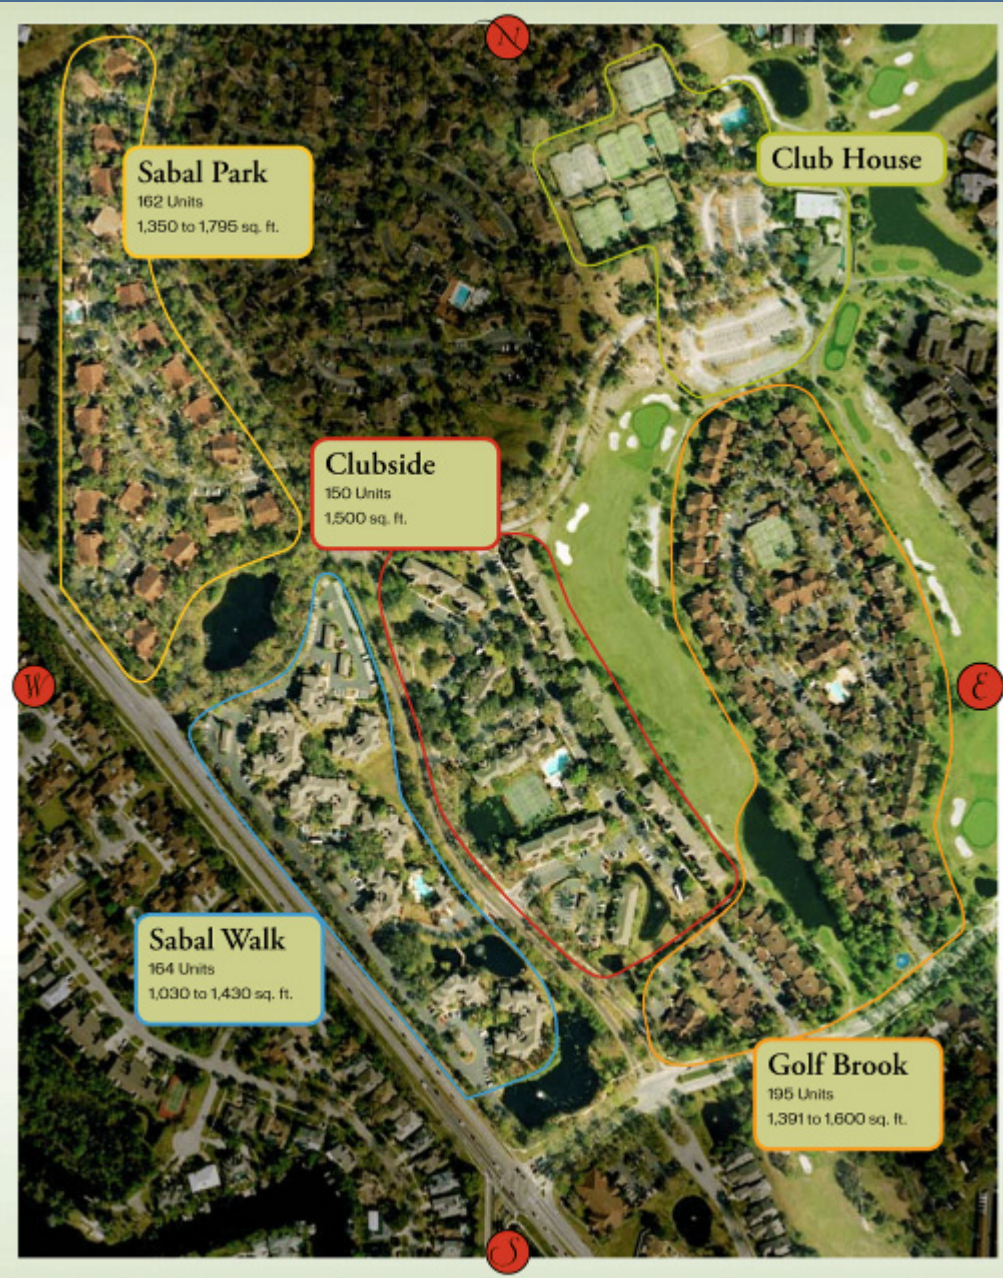 N
Club House
Sabal Park
162 Units
1,350 to 1,795 sq. ft.
Clubside
150 Units
1,500 sq. ft.
W
E
Sabal Walk
164 Units
1,030 to 1,430 sq. ft.
Golf Brook
195 Units
1,391 to 1,600 sq. ft.
S